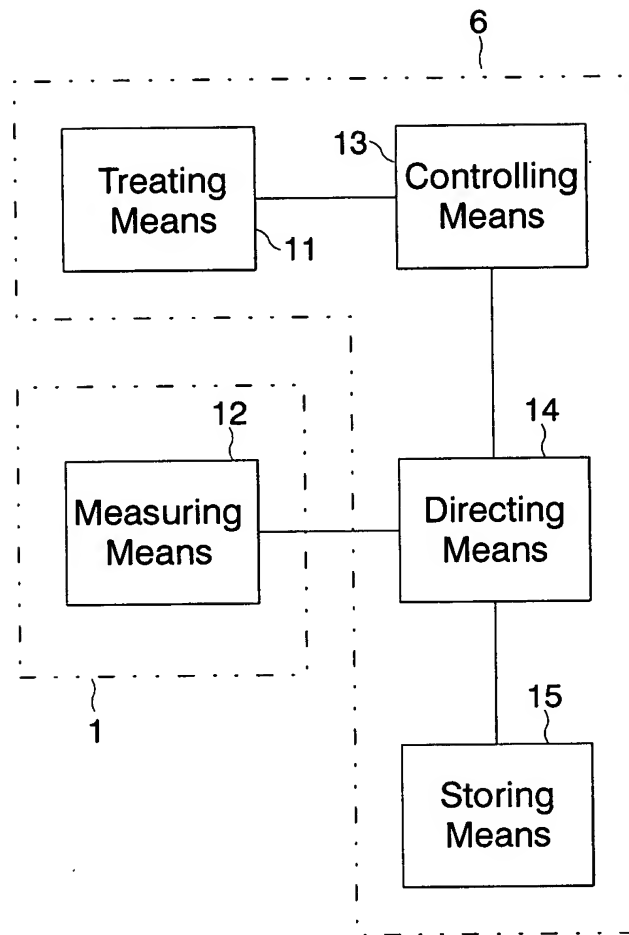 6
Treating
Means
11
13
Controlling
Means
12
Measuring
Means
14
Directing
Means
1
15
Storing
Means